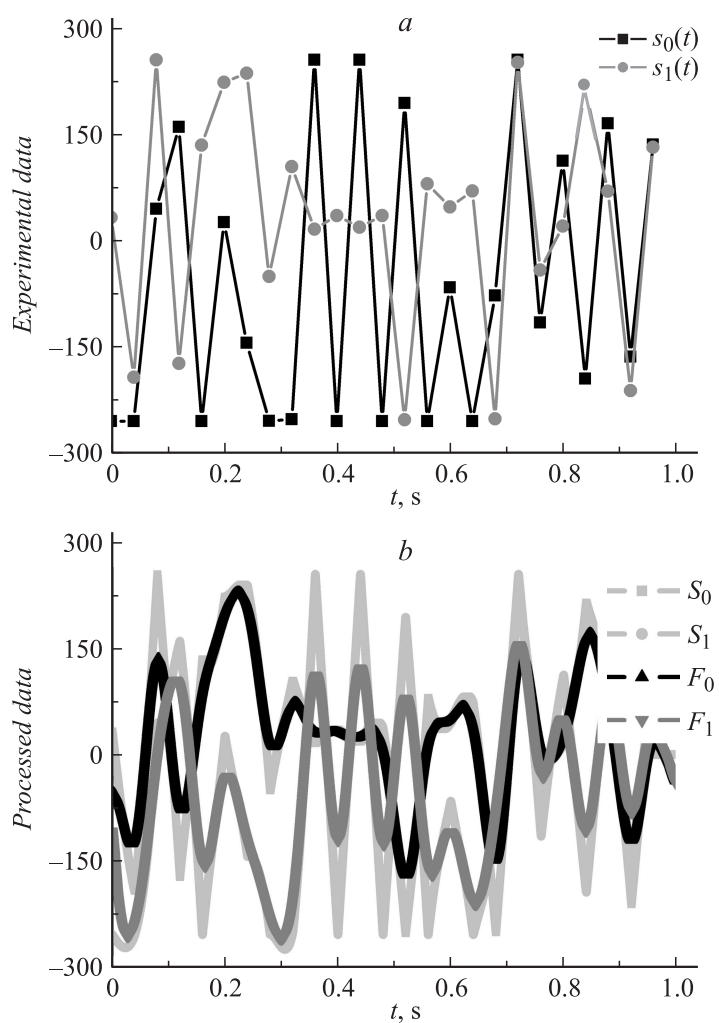 a
300
150
0
−150
−300
Experimental data
s0(t)
s1(t)
0 0.2 0.4 0.6 0.8 1.0
t, s
b
300
150
0
−150
−300
Processed data
S0
S1
F0
F1
0 0.2 0.4 0.6 0.8 1.0
t, s